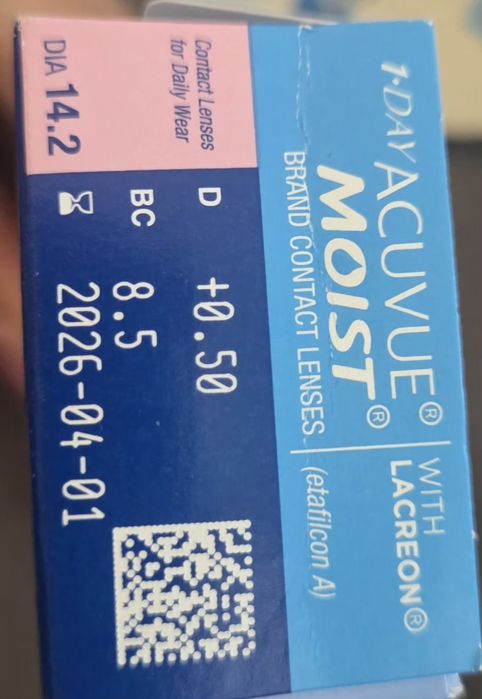 1·DAY ACUVUE® WITH
MOIST® LACREON®
BRAND CONTACT LENSES. (etafilcon A)
Contact Lenses
for Daily Wear
D +0.50
BC 8.5
DIA 14.2
2026-04-01